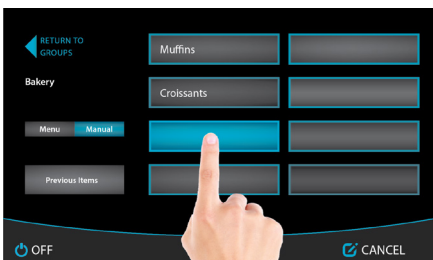 RETURN TO
GROUPS
Muffins
Bakery
Croissants
Menu Manual
Previous Items
OFF
CANCEL